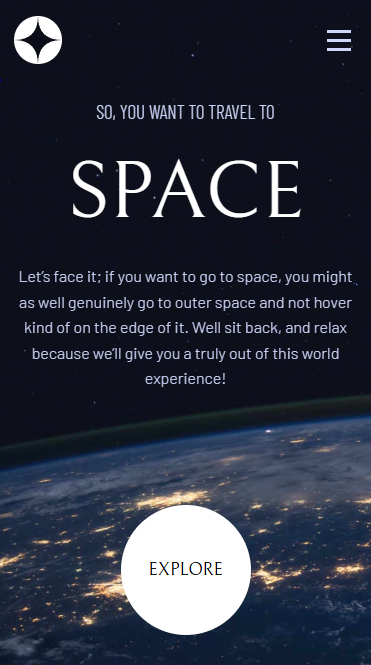 SO, YOU WANT TO TRAVEL TO
SPACE
Let’s face it; if you want to go to space, you might
as well genuinely go to outer space and not hover
kind of on the edge of it. Well sit back, and relax
because we’ll give you a truly out of this world
experience!
EXPLORE